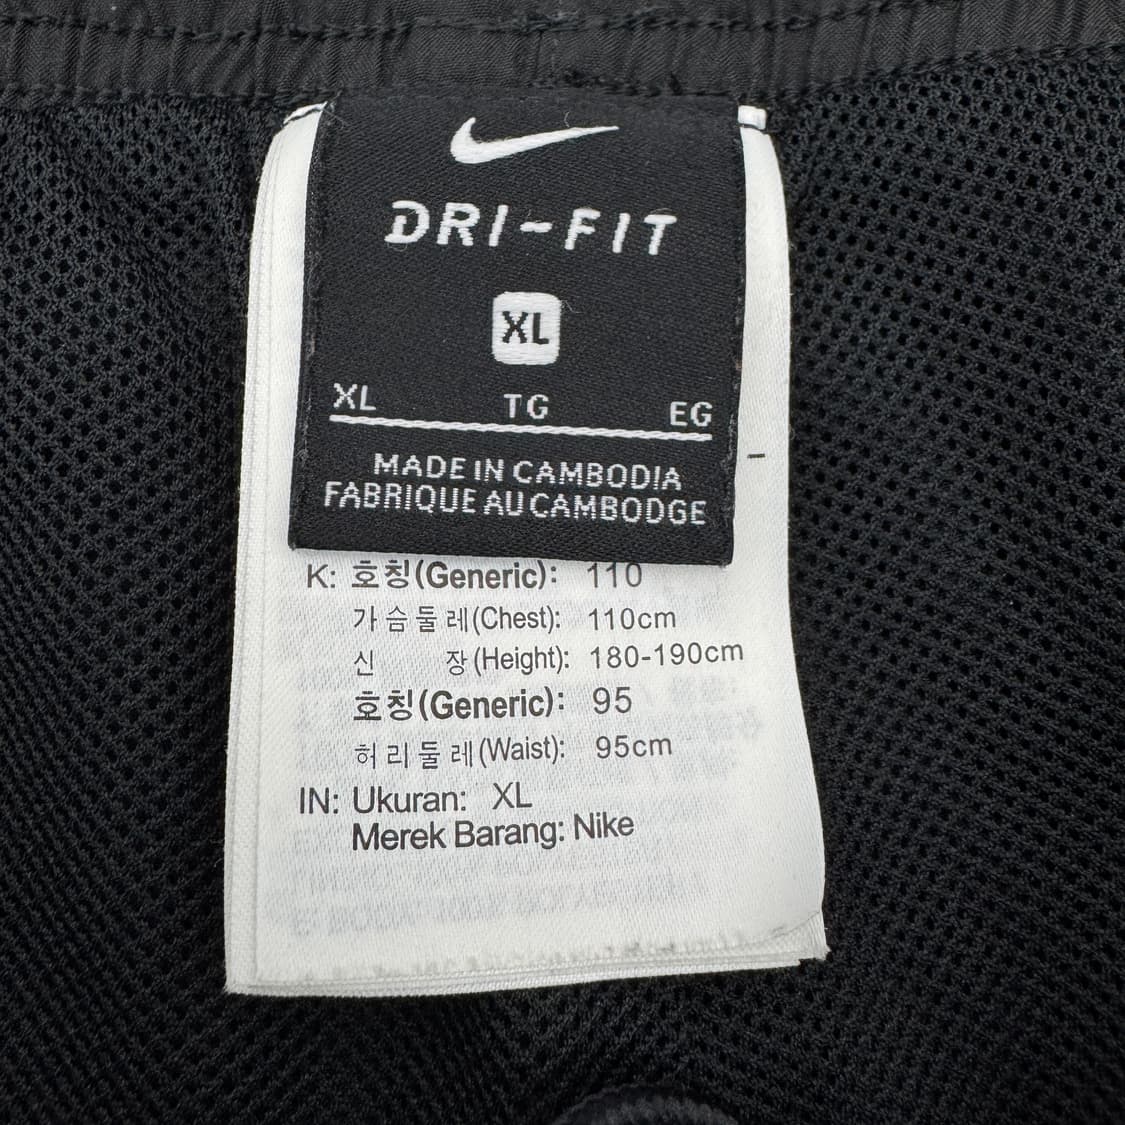 DRI-FIT
XL
XL TG EG
MADE IN CAMBODIA
FABRIQUE AU CAMBODGE
K: 호칭(Generic): 110
가슴둘레(Chest): 110cm
신 장(Height): 180-190cm
호칭(Generic): 95
허리둘레(Waist): 95cm
IN: Ukuran: XL
Merek Barang: Nike